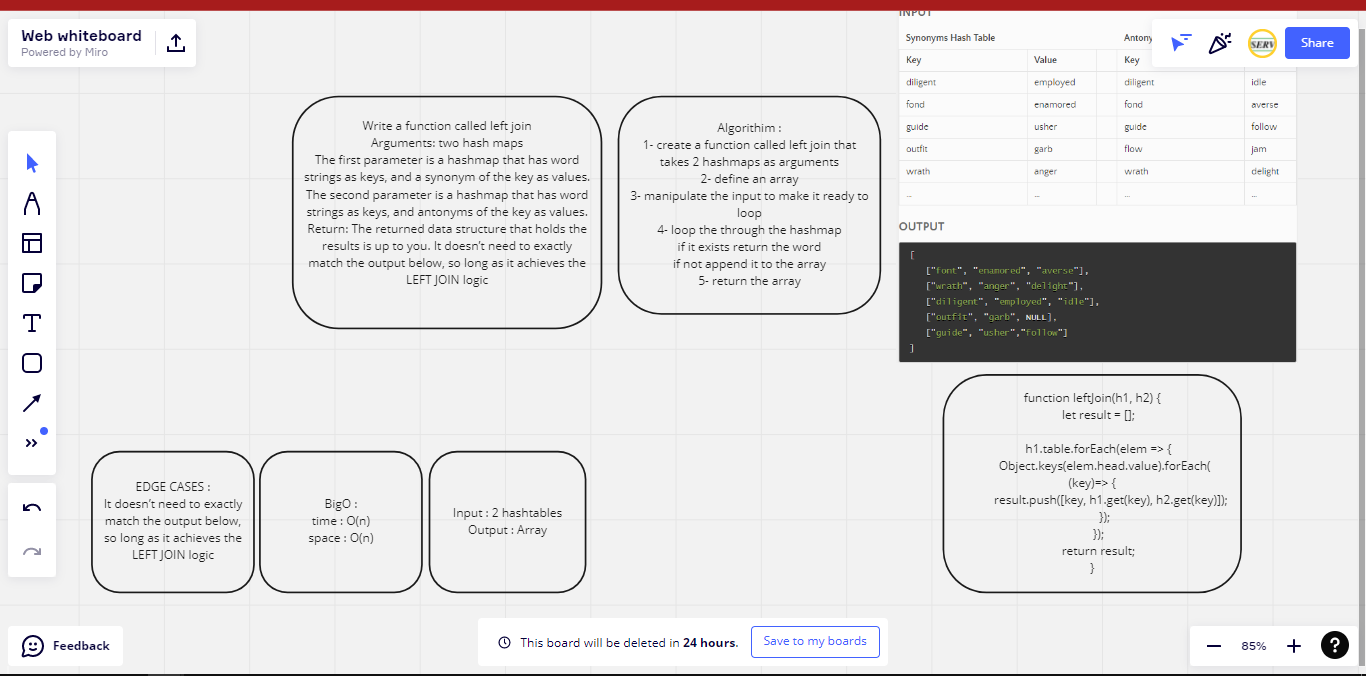 Web whiteboard
Powered by Miro
Share
INPUT
Synonyms Hash Table
Antony
Key Value Key
diligent employed diligent idle
fond enamored fond averse
guide usher guide follow
outfit garb flow jam
wrath anger wrath delight
... ... ... ...
OUTPUT
[
["font", "enamored", "averse"],
["wrath", "anger", "delight"],
["diligent", "employed", "idle"],
["outfit", "garb", NULL],
["guide", "usher","follow"]
]
Write a function called left join
Arguments: two hash maps
The first parameter is a hashmap that has word
strings as keys, and a synonym of the key as values.
The second parameter is a hashmap that has word
strings as keys, and antonyms of the key as values.
Return: The returned data structure that holds the
results is up to you. It doesn't need to exactly
match the output below, so long as it achieves the
LEFT JOIN logic
Algorithim :
1- create a function called left join that
takes 2 hashmaps as arguments
2- define an array
3- manipulate the input to make it ready to
loop
4- loop the through the hashmap
if it exists return the word
if not append it to the array
5- return the array
function leftJoin(h1, h2) {
let result = [];
h1.table.forEach(elem => {
Object.keys(elem.head.value).forEach(
(key)=> {
result.push([key, h1.get(key), h2.get(key)]);
});
});
return result;
}
EDGE CASES :
It doesn't need to exactly
match the output below,
so long as it achieves the
LEFT JOIN logic
BigO :
time : O(n)
space : O(n)
Input : 2 hashtables
Output : Array
Feedback
This board will be deleted in 24 hours.
Save to my boards
85%
?